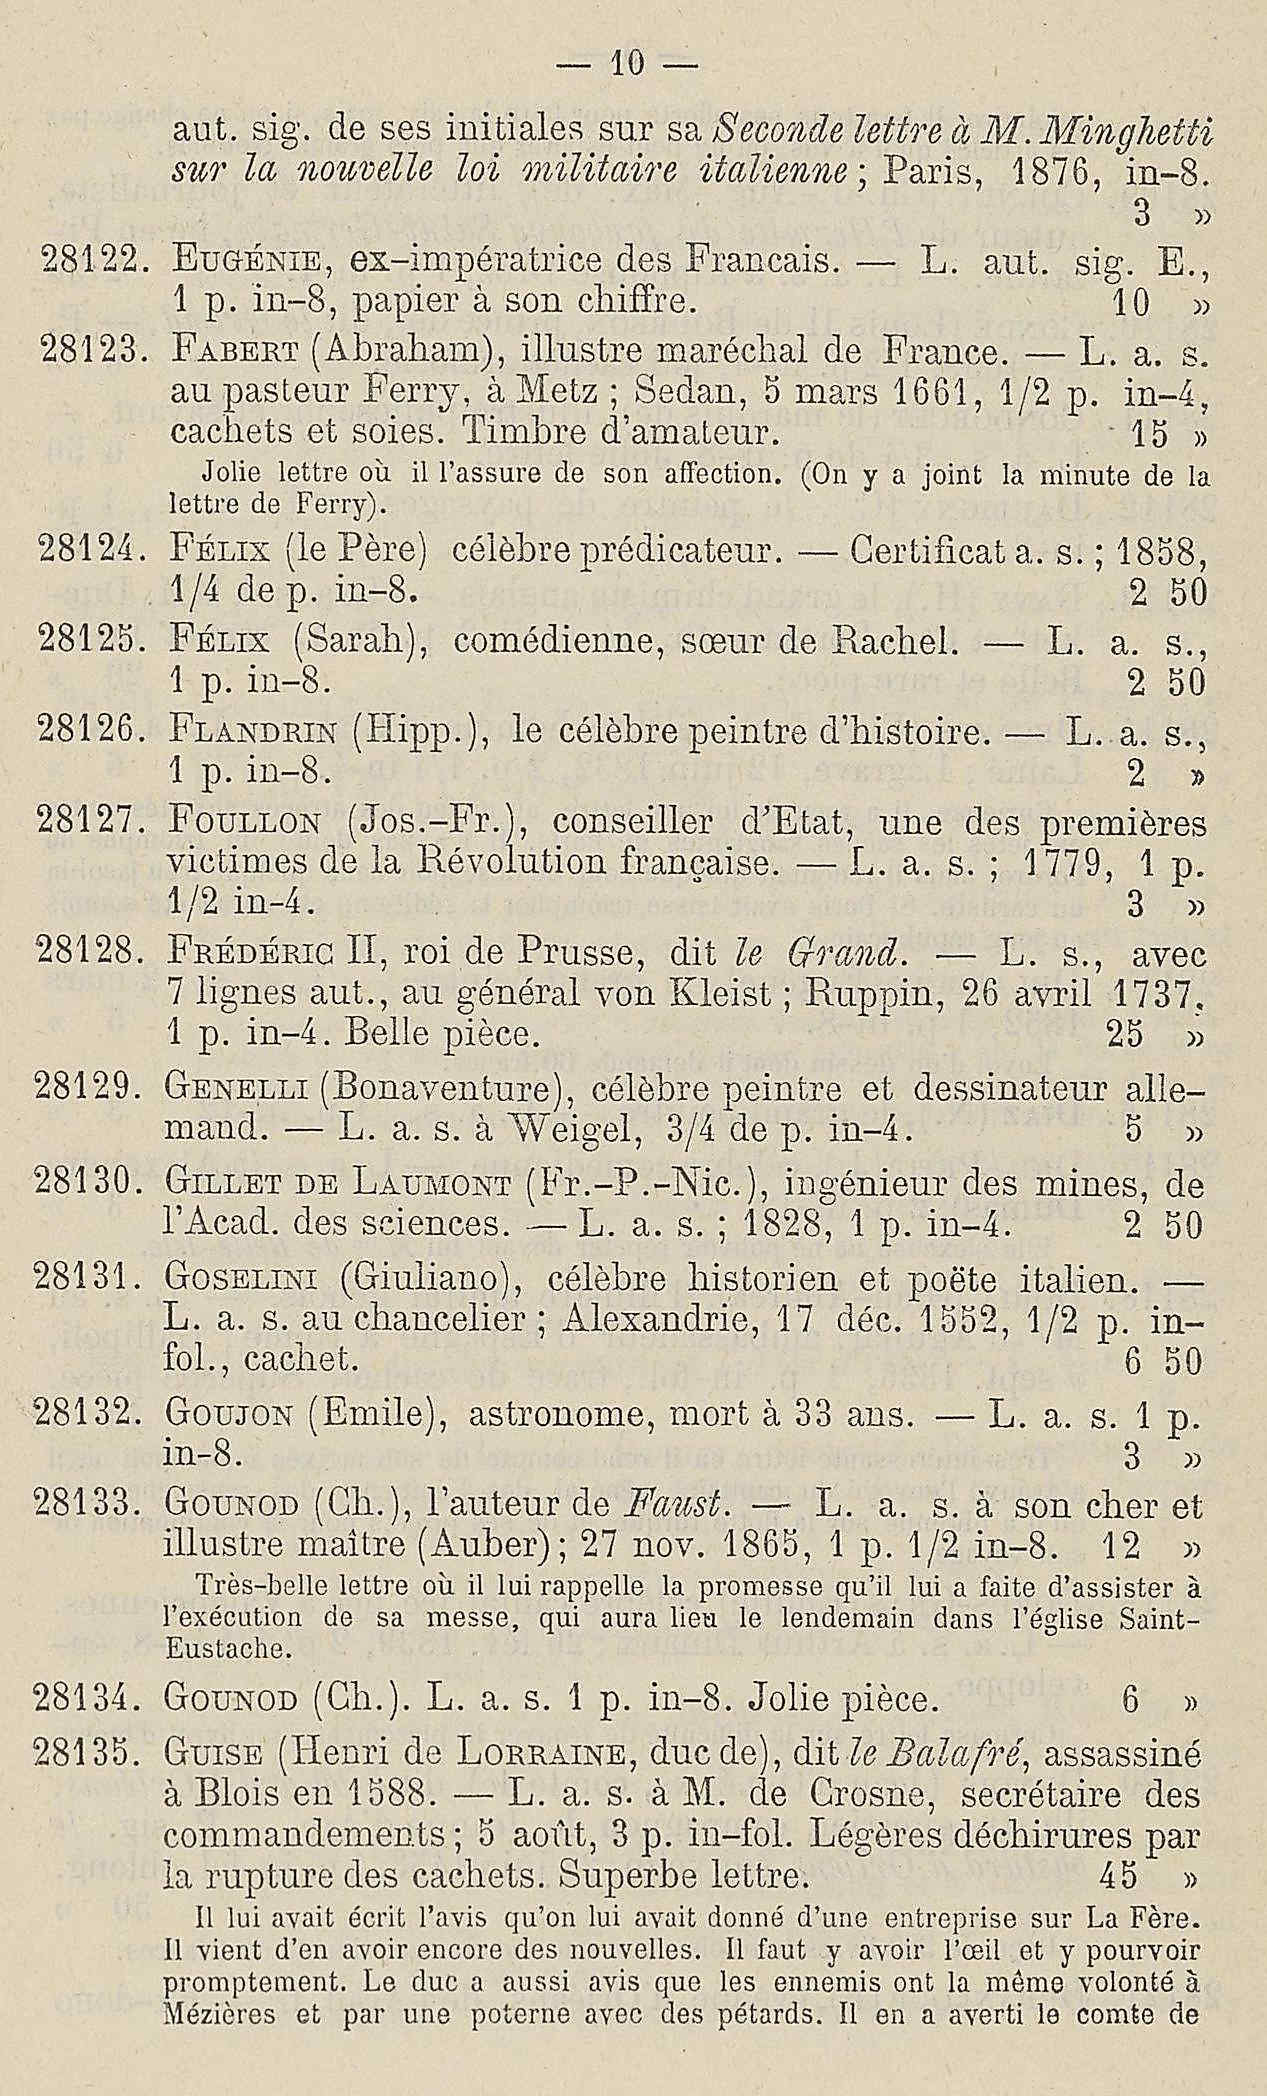 — 10 —
aut. sig. de ses initiales sur sa Seconde lettre à M. Minghetti
sur la nouvelle loi militaire italienne ; Paris, 1876, in-8.
3 »
28122. EUGÉNIE, ex-impératrice des Francais. — L. aut. sig. E.,
1 p. in-8, papier à son chiffre. 10 »
28123. FABERT (Abraham), illustre maréchal de France. — L. a. s.
au pasteur Ferry, à Metz ; Sedan, 5 mars 1661, 1/2 p. in-4,
cachets et soies. Timbre d'amateur. 15 »
Jolie lettre où il l'assure de son affection. (On y a joint la minute de la
lettre de Ferry).
28124. FÉLIX (le Père) célèbre prédicateur. — Certificat a. s. ; 1858,
1/4 de p. in-8. 2 50
28125. FÉLIX (Sarah), comédienne, sœur de Rachel. — L. a. s.,
1 p. in-8. 2 50
28126. FLANDRIN (Hipp.), le célèbre peintre d'histoire. — L. a. s.,
1 p. in-8. 2 »
28127. FOULLON (Jos.-Fr.), conseiller d'Etat, une des premières
victimes de la Révolution française. — L. a. s. ; 1779, 1 p.
1/2 in-4. 3 »
28128. FRÉDÉRIC II, roi de Prusse, dit le Grand. — L. s., avec
7 lignes aut., au général von Kleist ; Ruppin, 26 avril 1737,
1 p. in-4. Belle pièce. 25 »
28129. GENELLI (Bonaventure), célèbre peintre et dessinateur alle-
mand. — L. a. s. à Weigel, 3/4 de p. in-4. 5 »
28130. GILLET DE LAUMONT (Fr.-P.-Nic.), ingénieur des mines, de
l'Acad. des sciences. — L. a. s. ; 1828, 1 p. in-4. 2 50
28131. GOSELINI (Giuliano), célèbre historien et poëte italien. —
L. a. s. au chancelier ; Alexandrie, 17 déc. 1552, 1/2 p. in-
fol., cachet. 6 50
28132. GOUJON (Emile), astronome, mort à 33 ans. — L. a. s. 1 p.
in-8. 3 »
28133. GOUNOD (Ch.), l'auteur de Faust. — L. a. s. à son cher et
illustre maître (Auber) ; 27 nov. 1865, 1 p. 1/2 in-8. 12 »
Très-belle lettre où il lui rappelle la promesse qu'il lui a faite d'assister à
l'exécution de sa messe, qui aura lieu le lendemain dans l'église Saint-
Eustache.
28134. GOUNOD (Ch.). L. a. s. 1 p. in-8. Jolie pièce. 6 »
28135. GUISE (Henri de LORRAINE, duc de), dit le Balafré, assassiné
à Blois en 1588. — L. a. s. à M. de Crosne, secrétaire des
commandements ; 5 août, 3 p. in-fol. Légères déchirures par
la rupture des cachets. Superbe lettre. 45 »
Il lui avait écrit l'avis qu'on lui avait donné d'une entreprise sur La Fère.
Il vient d'en avoir encore des nouvelles. Il faut y avoir l'œil et y pourvoir
promptement. Le duc a aussi avis que les ennemis ont la même volonté à
Mézières et par une poterne avec des pétards. Il en a averti le comte de